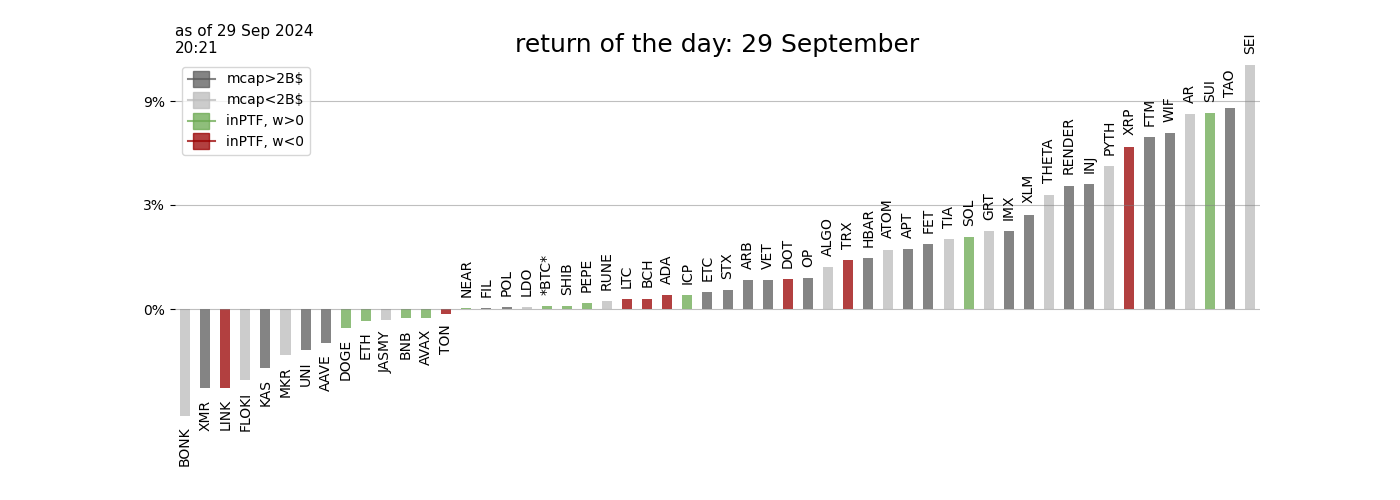 as of 29 Sep 2024
20:21
return of the day: 29 September
mcap>2B$
mcap<2B$
inPTF, w>0
inPTF, w<0
9%
3%
0%
BONK
XMR
LINK
FLOKI
KAS
MKR
UNI
AAVE
DOGE
ETH
JASMY
BNB
AVAX
TON
NEAR
FIL
POL
LDO
*BTC*
SHIB
PEPE
RUNE
LTC
BCH
ADA
ICP
ETC
STX
ARB
VET
DOT
OP
ALGO
TRX
HBAR
ATOM
APT
FET
TIA
SOL
GRT
IMX
XLM
THETA
RENDER
INJ
PYTH
XRP
FTM
WIF
AR
SUI
TAO
SEI